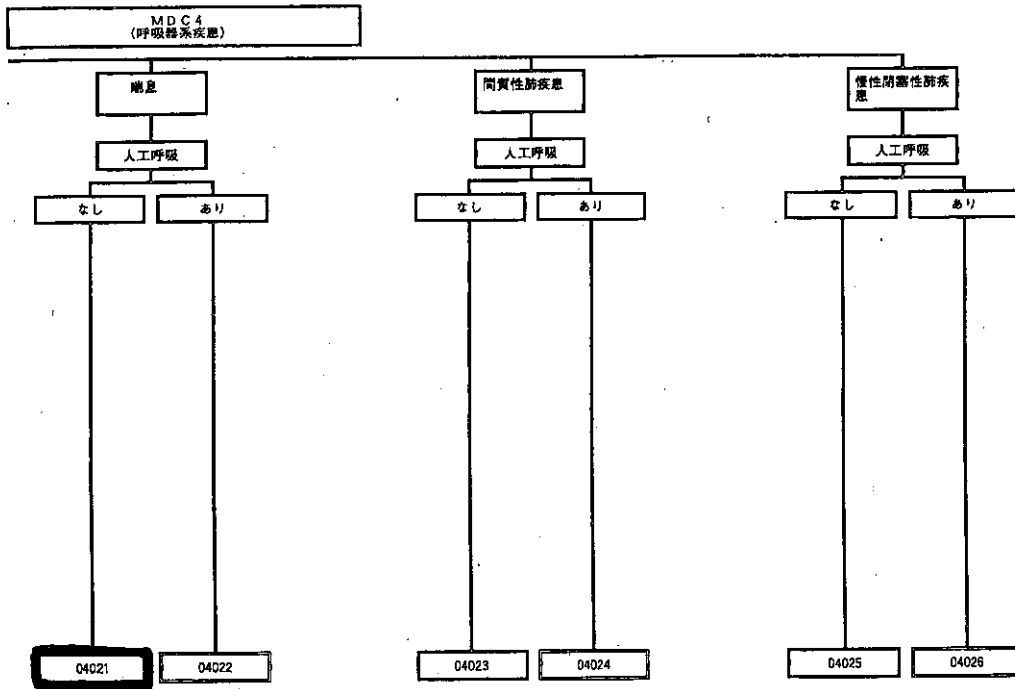 MDC4
(呼吸器系疾患)
喘息
間質性肺疾患
慢性閉塞性肺疾
患
人工呼吸
人工呼吸
人工呼吸
なし
あり
なし
あり
なし
あり
04021
04022
04023
04024
04025
04026